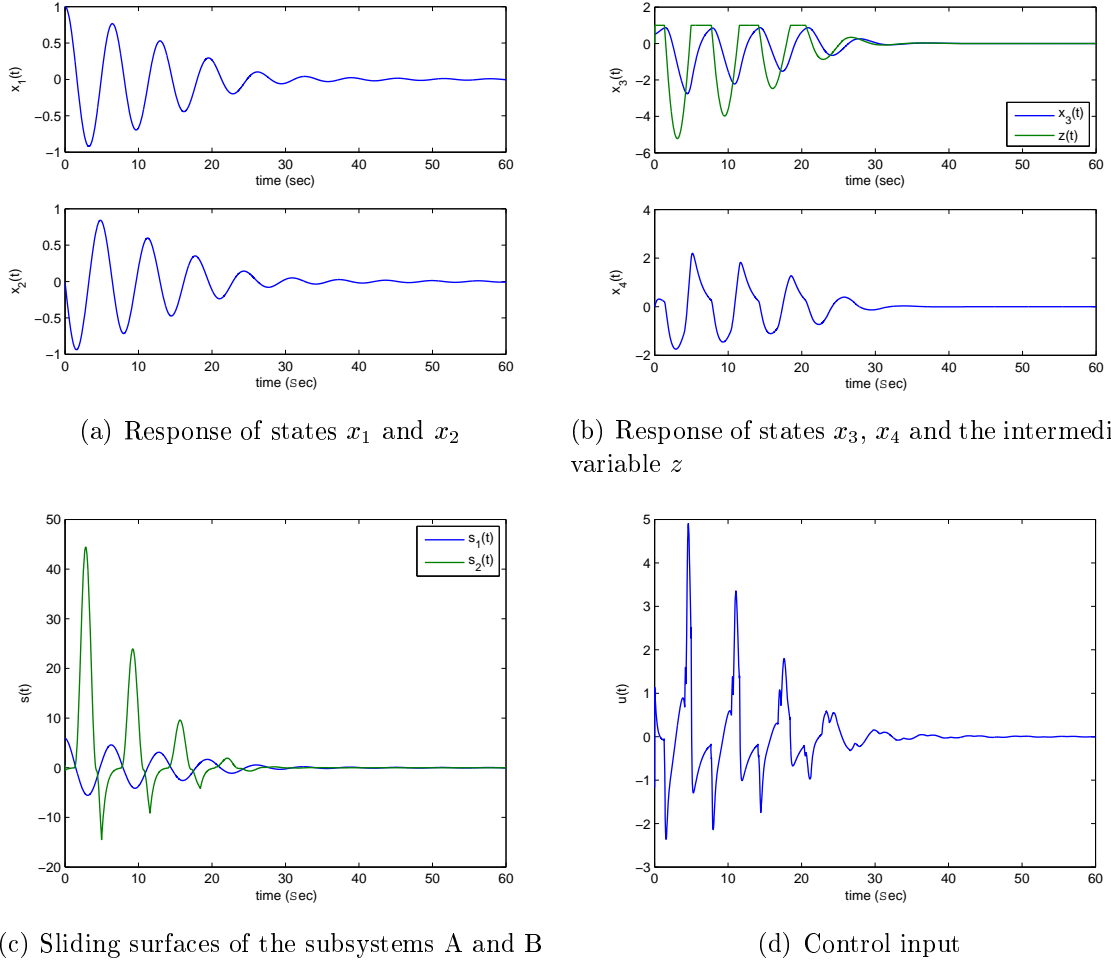 1
0.5
0
−0.5
−1
x1(t)
0 10 20 30 40 50 60
time (sec)
1
0.5
0
−0.5
−1
x2(t)
0 10 20 30 40 50 60
time (sec)
(a) Response of states x1 and x2
2
0
−2
−4
−6
x3(t)
x3(t)
z(t)
0 10 20 30 40 50 60
time (sec)
4
2
0
−2
x4(t)
0 10 20 30 40 50 60
time (sec)
(b) Response of states x3, x4 and the intermedi
variable z
50
40
30
20
10
0
−10
−20
s(t)
s1(t)
s2(t)
0 10 20 30 40 50 60
time (sec)
(c) Sliding surfaces of the subsystems A and B
5
4
3
2
1
0
−1
−2
−3
u(t)
0 10 20 30 40 50 60
time (sec)
(d) Control input